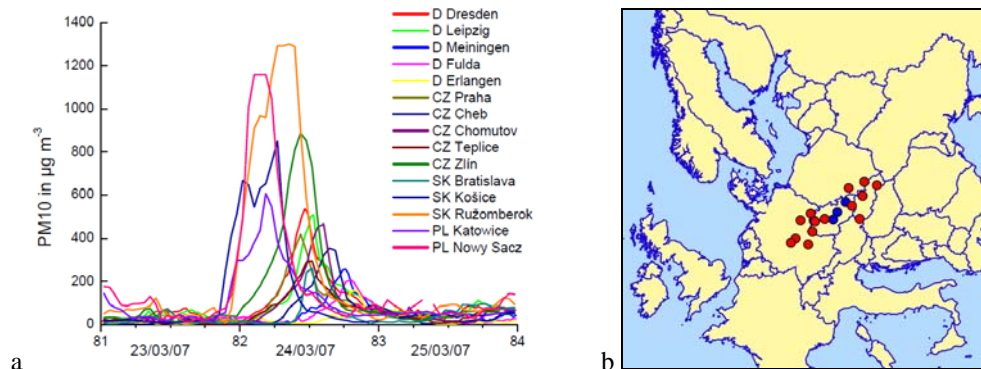 1400
1200
1000
800
600
400
200
0
PM10 in µg m⁻³
81 82 83 84
23/03/07 24/03/07 25/03/07
D Dresden
D Leipzig
D Meiningen
D Fulda
D Erlangen
CZ Praha
CZ Cheb
CZ Chomutov
CZ Teplice
CZ Zlín
SK Bratislava
SK Košice
SK Ružomberok
PL Katowice
PL Nowy Sacz
a
b